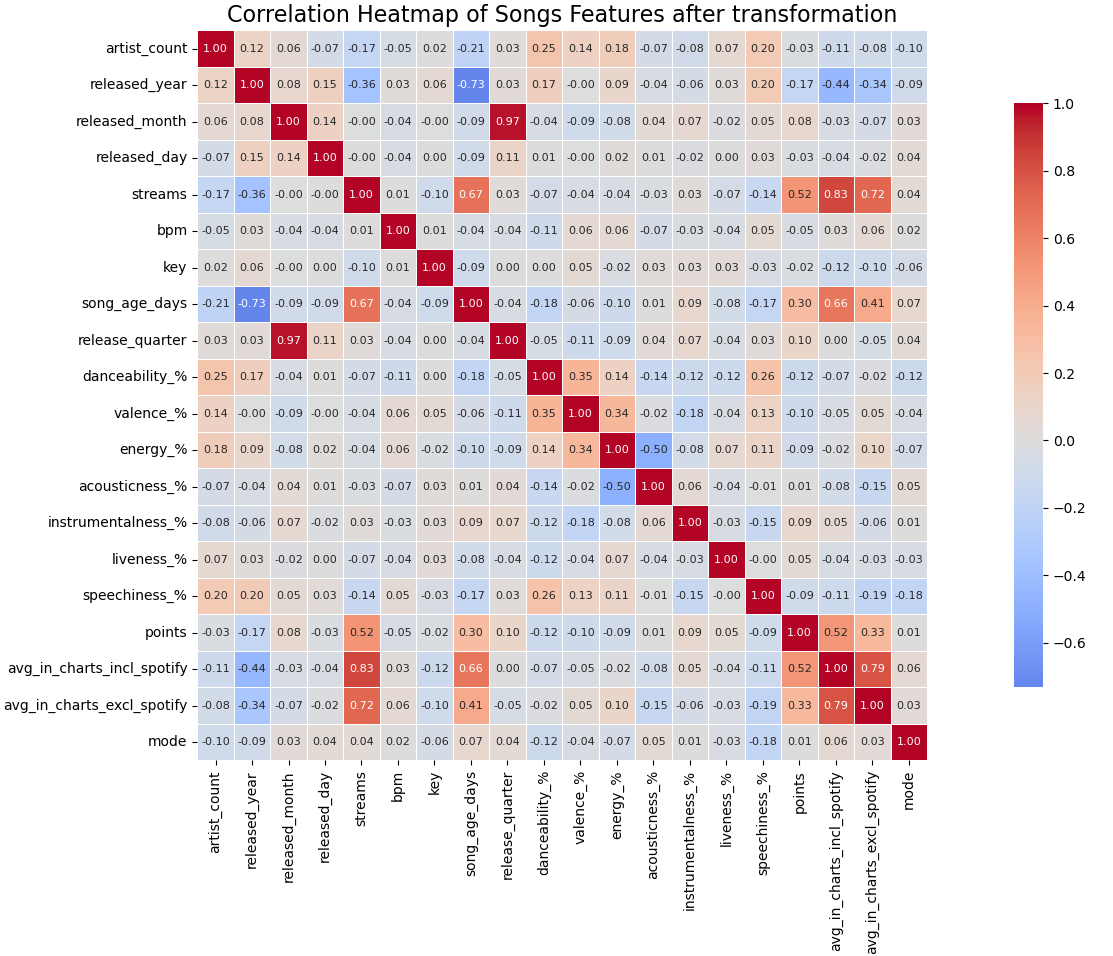 Correlation Heatmap of Songs Features after transformation
artist_count 1.00 0.12 0.06 -0.07 -0.17 -0.05 0.02 -0.21 0.03 0.25 0.14 0.18 -0.07 -0.08 0.07 0.20 -0.03 -0.11 -0.08 -0.10
released_year 0.12 1.00 0.08 0.15 -0.36 0.03 0.06 -0.73 0.03 0.17 -0.00 0.09 -0.04 -0.06 0.03 0.20 -0.17 -0.44 -0.34 -0.09
released_month 0.06 0.08 1.00 0.14 -0.00 -0.04 -0.00 -0.09 0.97 -0.04 -0.09 -0.08 0.04 0.07 -0.02 0.05 0.08 -0.03 -0.07 0.03
released_day -0.07 0.15 0.14 1.00 -0.00 -0.04 0.00 -0.09 0.11 0.01 -0.00 0.02 0.01 -0.02 0.00 0.03 -0.03 -0.04 -0.02 0.04
streams -0.17 -0.36 -0.00 -0.00 1.00 0.01 -0.10 0.67 0.03 -0.07 -0.04 -0.04 -0.03 0.03 -0.07 -0.14 0.52 0.83 0.72 0.04
bpm -0.05 0.03 -0.04 -0.04 0.01 1.00 0.01 -0.04 -0.04 -0.11 0.06 0.06 -0.07 -0.03 -0.04 0.05 -0.05 0.03 0.06 0.02
key 0.02 0.06 -0.00 0.00 -0.10 0.01 1.00 -0.09 0.00 0.00 0.05 -0.02 0.03 0.03 0.03 -0.03 -0.02 -0.12 -0.10 -0.06
song_age_days -0.21 -0.73 -0.09 -0.09 0.67 -0.04 -0.09 1.00 -0.04 -0.18 -0.06 -0.10 0.01 0.09 -0.08 -0.17 0.30 0.66 0.41 0.07
release_quarter 0.03 0.03 0.97 0.11 0.03 -0.04 0.00 -0.04 1.00 -0.05 -0.11 -0.09 0.04 0.07 -0.04 0.03 0.10 0.00 -0.05 0.04
danceability_% 0.25 0.17 -0.04 0.01 -0.07 -0.11 0.00 -0.18 -0.05 1.00 0.35 0.14 -0.14 -0.12 -0.12 0.26 -0.12 -0.07 -0.02 -0.12
valence_% 0.14 -0.00 -0.09 -0.00 -0.04 0.06 0.05 -0.06 -0.11 0.35 1.00 0.34 -0.02 -0.18 -0.04 0.13 -0.10 -0.05 0.05 -0.04
energy_% 0.18 0.09 -0.08 0.02 -0.04 0.06 -0.02 -0.10 -0.09 0.14 0.34 1.00 -0.50 -0.08 0.07 0.11 -0.09 -0.02 0.10 -0.07
acousticness_% -0.07 -0.04 0.04 0.01 -0.03 -0.07 0.03 0.01 0.04 -0.14 -0.02 -0.50 1.00 0.06 -0.04 -0.01 0.01 -0.08 -0.15 0.05
instrumentalness_% -0.08 -0.06 0.07 -0.02 0.03 -0.03 0.03 0.09 0.07 -0.12 -0.18 -0.08 0.06 1.00 -0.03 -0.15 0.09 0.05 -0.06 0.01
liveness_% 0.07 0.03 -0.02 0.00 -0.07 -0.04 0.03 -0.08 -0.04 -0.12 -0.04 0.07 -0.04 -0.03 1.00 -0.00 0.05 -0.04 -0.03 -0.03
speechiness_% 0.20 0.20 0.05 0.03 -0.14 0.05 -0.03 -0.17 0.03 0.26 0.13 0.11 -0.01 -0.15 -0.00 1.00 -0.09 -0.11 -0.19 -0.18
points -0.03 -0.17 0.08 -0.03 0.52 -0.05 -0.02 0.30 0.10 -0.12 -0.10 -0.09 0.01 0.09 0.05 -0.09 1.00 0.52 0.33 0.01
avg_in_charts_incl_spotify -0.11 -0.44 -0.03 -0.04 0.83 0.03 -0.12 0.66 0.00 -0.07 -0.05 -0.02 -0.08 0.05 -0.04 -0.11 0.52 1.00 0.79 0.06
avg_in_charts_excl_spotify -0.08 -0.34 -0.07 -0.02 0.72 0.06 -0.10 0.41 -0.05 -0.02 0.05 0.10 -0.15 -0.06 -0.03 -0.19 0.33 0.79 1.00 0.03
mode -0.10 -0.09 0.03 0.04 0.04 0.02 -0.06 0.07 0.04 -0.12 -0.04 -0.07 0.05 0.01 -0.03 -0.18 0.01 0.06 0.03 1.00
artist_count
released_year
released_month
released_day
streams
bpm
key
song_age_days
release_quarter
danceability_%
valence_%
energy_%
acousticness_%
instrumentalness_%
liveness_%
speechiness_%
points
avg_in_charts_incl_spotify
avg_in_charts_excl_spotify
mode
1.0
0.8
0.6
0.4
0.2
0.0
−0.2
−0.4
−0.6